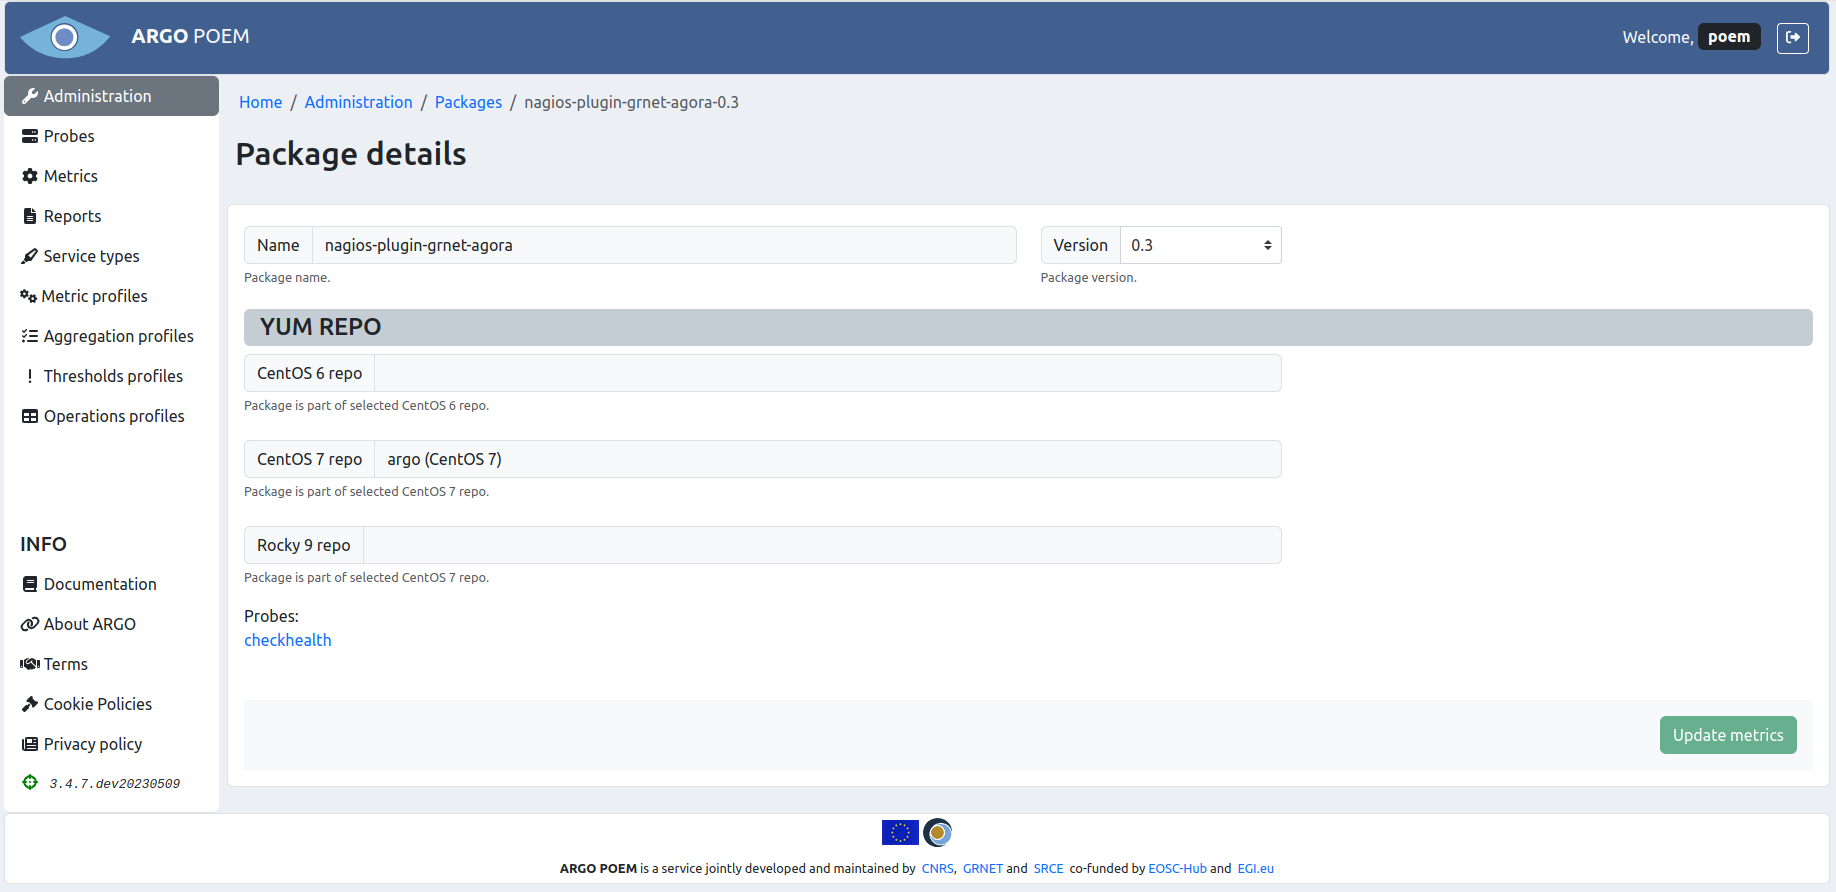 ARGO POEM
Welcome, poem
Administration
Probes
Metrics
Reports
Service types
Metric profiles
Aggregation profiles
Thresholds profiles
Operations profiles
INFO
Documentation
About ARGO
Terms
Cookie Policies
Privacy policy
3.4.7.dev20230509
Home / Administration / Packages / nagios-plugin-grnet-agora-0.3
Package details
Name nagios-plugin-grnet-agora
Package name.
Version 0.3
Package version.
YUM REPO
CentOS 6 repo
Package is part of selected CentOS 6 repo.
CentOS 7 repo argo (CentOS 7)
Package is part of selected CentOS 7 repo.
Rocky 9 repo
Package is part of selected CentOS 7 repo.
Probes:
checkhealth
Update metrics
ARGO POEM is a service jointly developed and maintained by CNRS, GRNET and SRCE co-funded by EOSC-Hub and EGI.eu